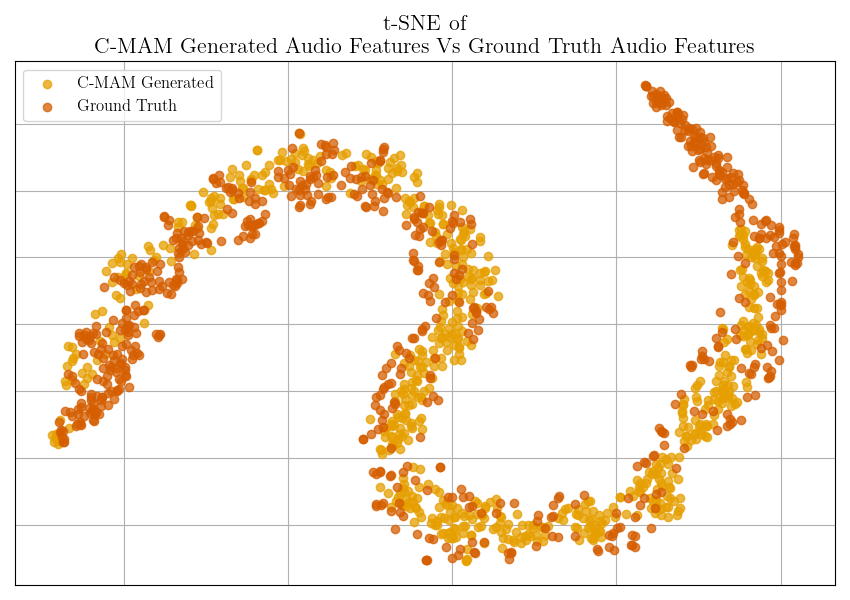 t-SNE of
C-MAM Generated Audio Features Vs Ground Truth Audio Features
C-MAM Generated
Ground Truth